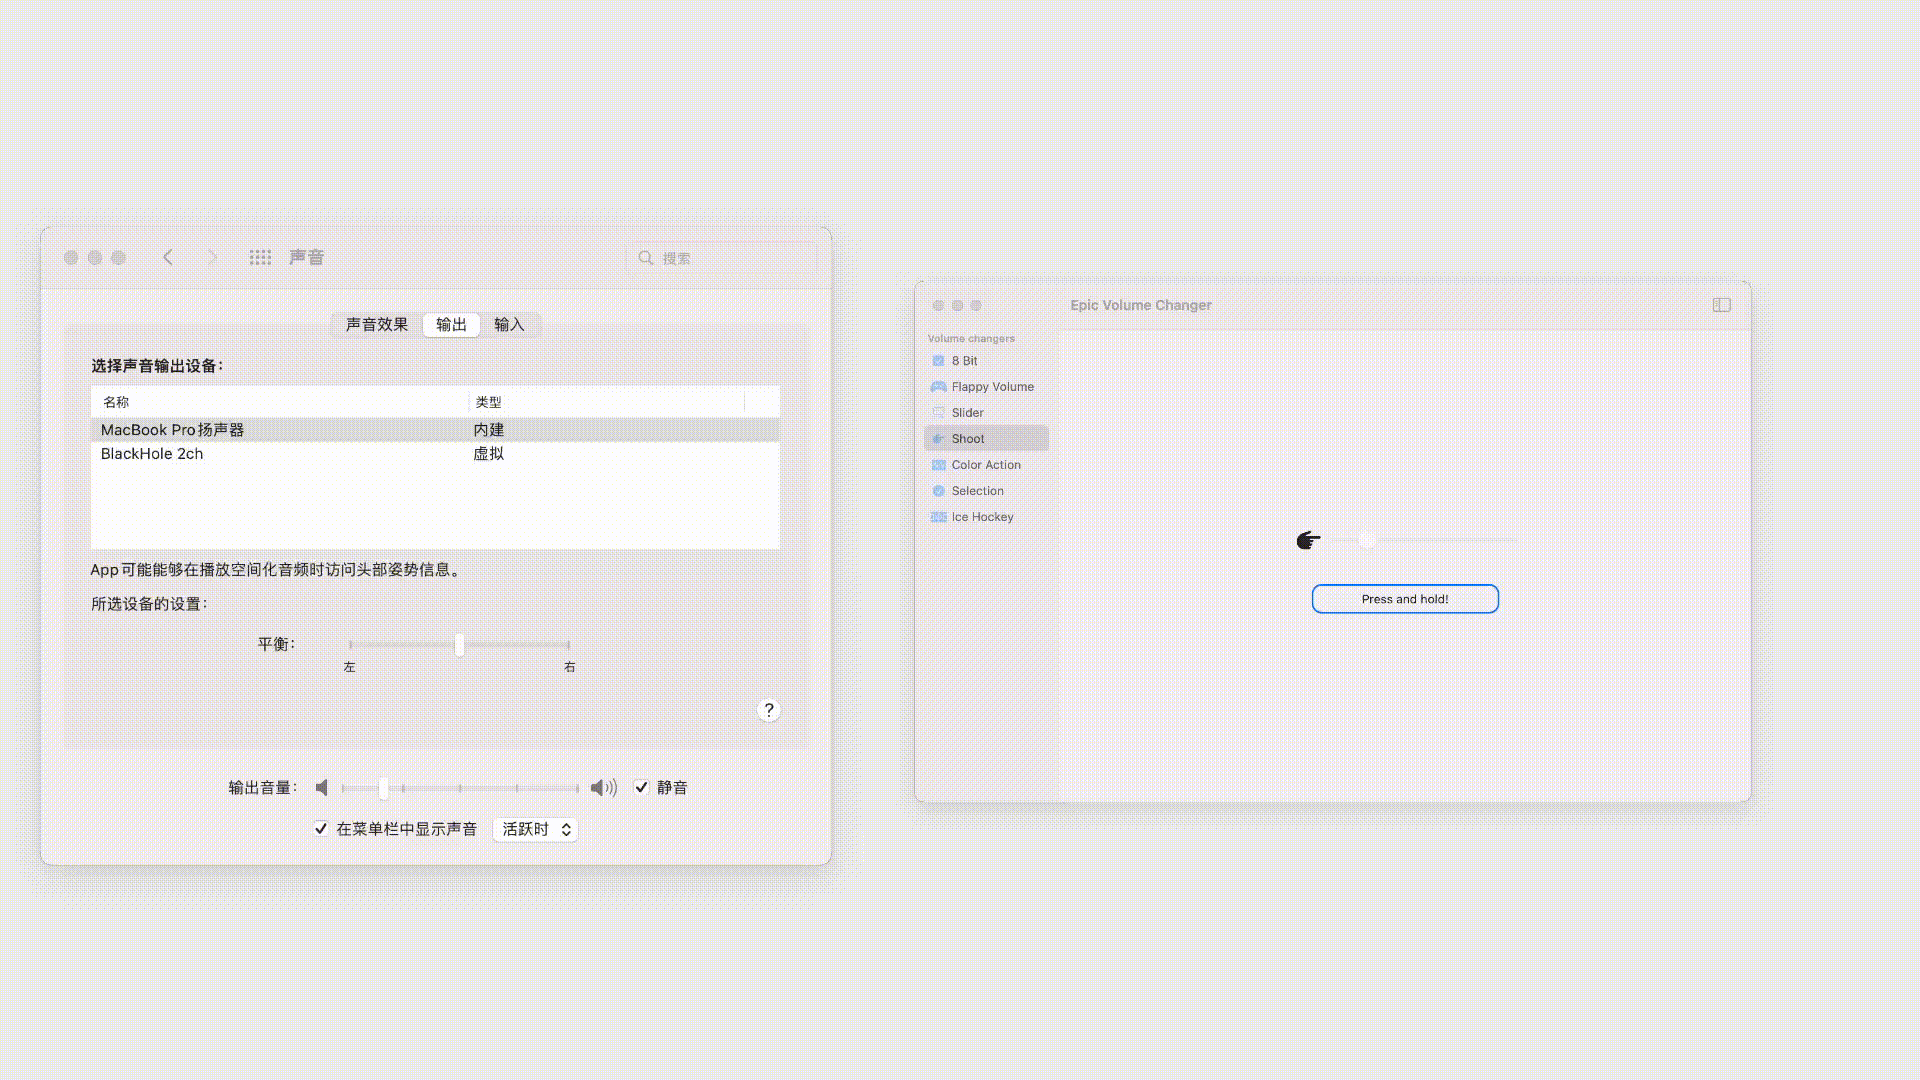 声音
搜索
声音效果 输出 输入
选择声音输出设备：
名称 类型
MacBook Pro扬声器 内建
BlackHole 2ch 虚拟
App可能能够在播放空间化音频时访问头部姿势信息。
所选设备的设置：
平衡：
左 右
?
输出音量： 静音
在菜单栏中显示声音 活跃时
Epic Volume Changer
Volume changers
8 Bit
Flappy Volume
Slider
Shoot
Color Action
Selection
Ice Hockey
Press and hold!